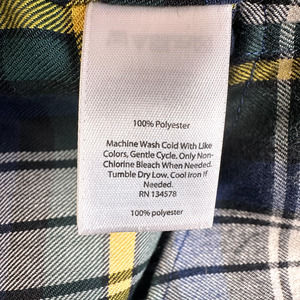 100% Polyester
Machine Wash Cold With Like
Colors, Gentle Cycle. Only Non-
Chlorine Bleach When Needed.
Tumble Dry Low. Cool Iron If
Needed.
RN 134578
100% polyester